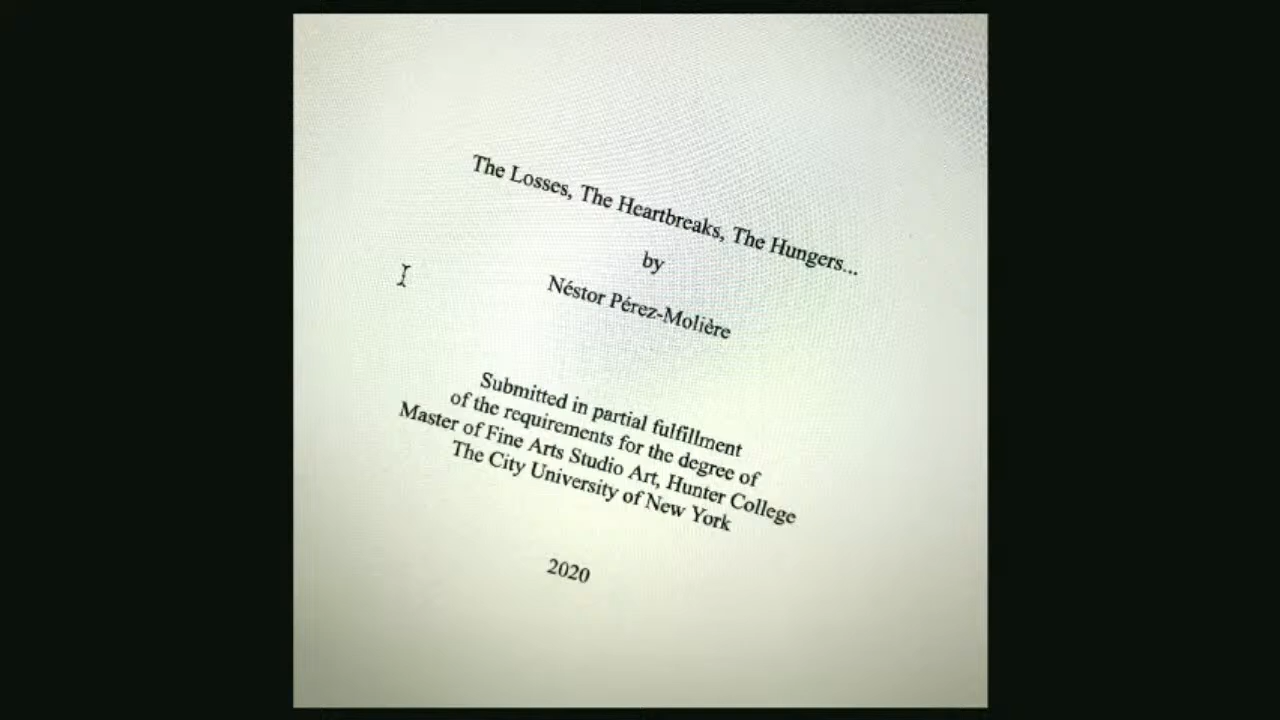 The Losses, The Heartbreaks, The Hungers...
by
Néstor Pérez-Molière
Submitted in partial fulfillment
of the requirements for the degree of
Master of Fine Arts Studio Art, Hunter College
The City University of New York
2020